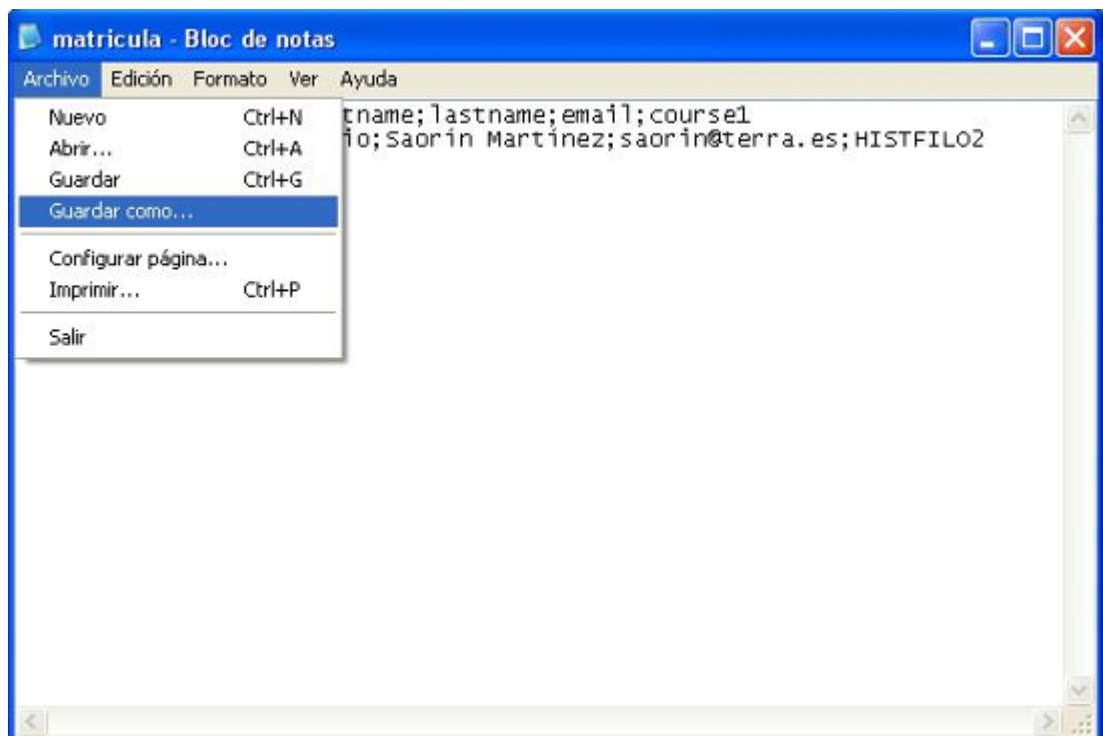 matricula - Bloc de notas
Archivo Edición Formato Ver Ayuda
Nuevo Ctrl+N
Abrir... Ctrl+A
Guardar Ctrl+G
Guardar como...
Configurar página...
Imprimir... Ctrl+P
Salir
tname;lastname;email;course1
io;Saorín Martínez;saorin@terra.es;HISTFILO2